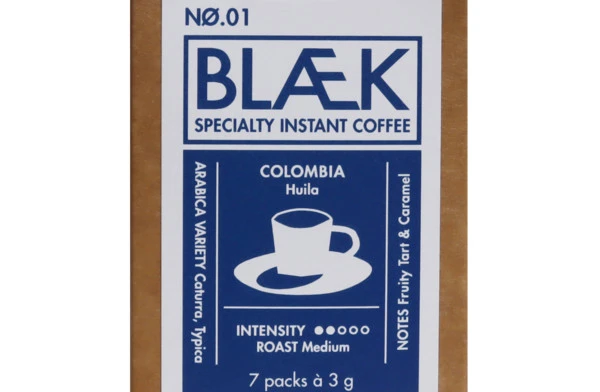 NØ.01
BLÆK
SPECIALTY INSTANT COFFEE
ARABICA VARIETY Caturra, Typica
COLOMBIA
Huila
NOTES Fruity Tart & Caramel
INTENSITY ●●○○○
ROAST Medium
7 packs à 3 g